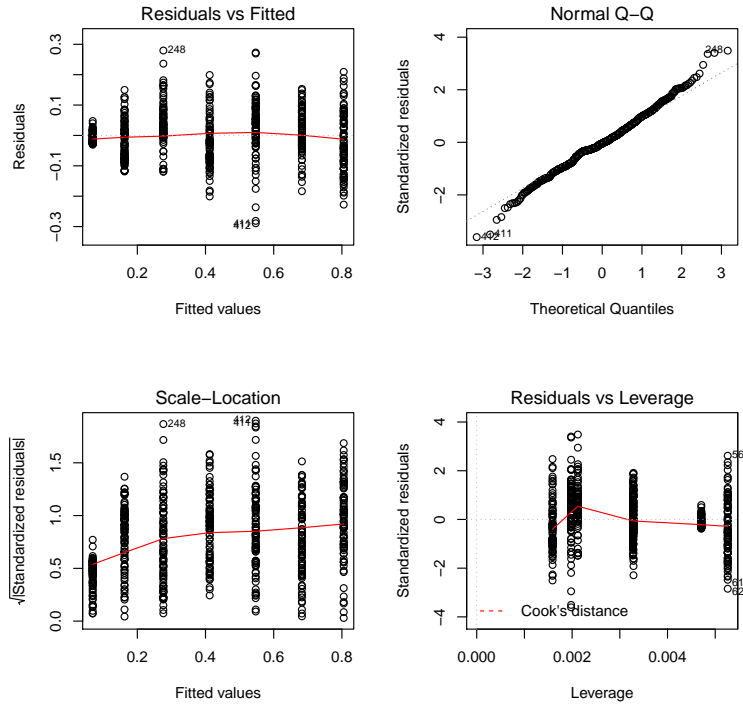 Residuals vs Fitted
Residuals
0.3
0.1
−0.1
−0.3
248
411
412
0.2 0.4 0.6 0.8
Fitted values
Normal Q−Q
Standardized residuals
4
2
0
−2
248
411
412
−3 −2 −1 0 1 2 3
Theoretical Quantiles
Scale−Location
√|Standardized residuals|
1.5
1.0
0.5
0.0
248
412
411
0.2 0.4 0.6 0.8
Fitted values
Residuals vs Leverage
Standardized residuals
4
2
0
−2
−4
56
61
62
Cook's distance
0.000 0.002 0.004
Leverage